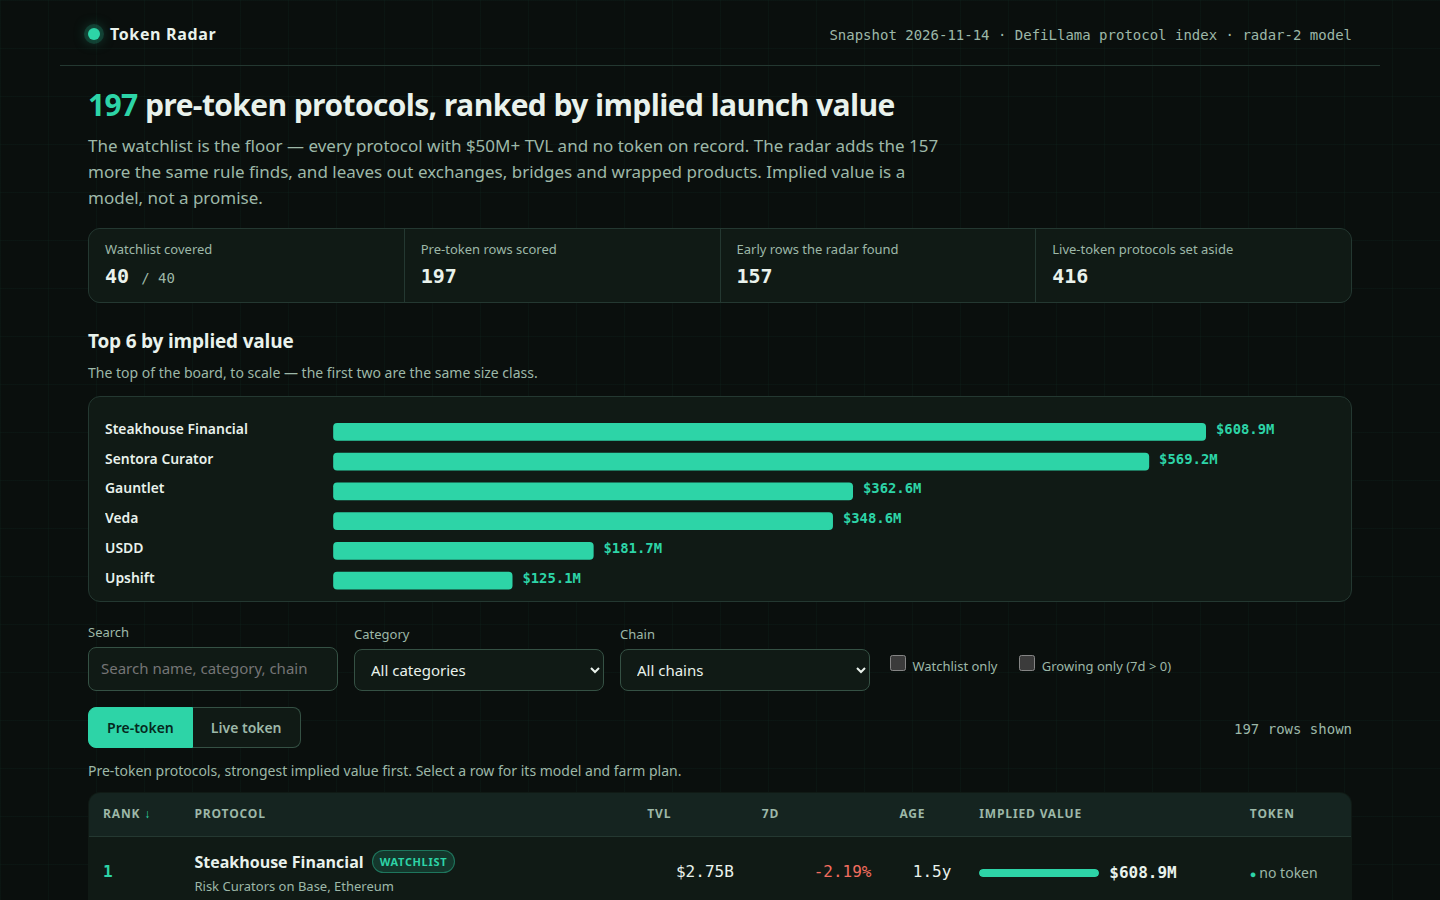 Token Radar
Snapshot 2026-11-14 · DefiLlama protocol index · radar-2 model
197 pre-token protocols, ranked by implied launch value
The watchlist is the floor — every protocol with $50M+ TVL and no token on record. The radar adds the 157
more the same rule finds, and leaves out exchanges, bridges and wrapped products. Implied value is a
model, not a promise.
Watchlist covered
40 / 40
Pre-token rows scored
197
Early rows the radar found
157
Live-token protocols set aside
416
Top 6 by implied value
The top of the board, to scale — the first two are the same size class.
Steakhouse Financial $608.9M
Sentora Curator $569.2M
Gauntlet $362.6M
Veda $348.6M
USDD $181.7M
Upshift $125.1M
Search
Search name, category, chain
Category
All categories
Chain
All chains
Watchlist only
Growing only (7d > 0)
Pre-token Live token
197 rows shown
Pre-token protocols, strongest implied value first. Select a row for its model and farm plan.
RANK ↓ PROTOCOL TVL 7D AGE IMPLIED VALUE TOKEN
1 Steakhouse Financial WATCHLIST $2.75B -2.19% 1.5y $608.9M • no token
Risk Curators on Base, Ethereum